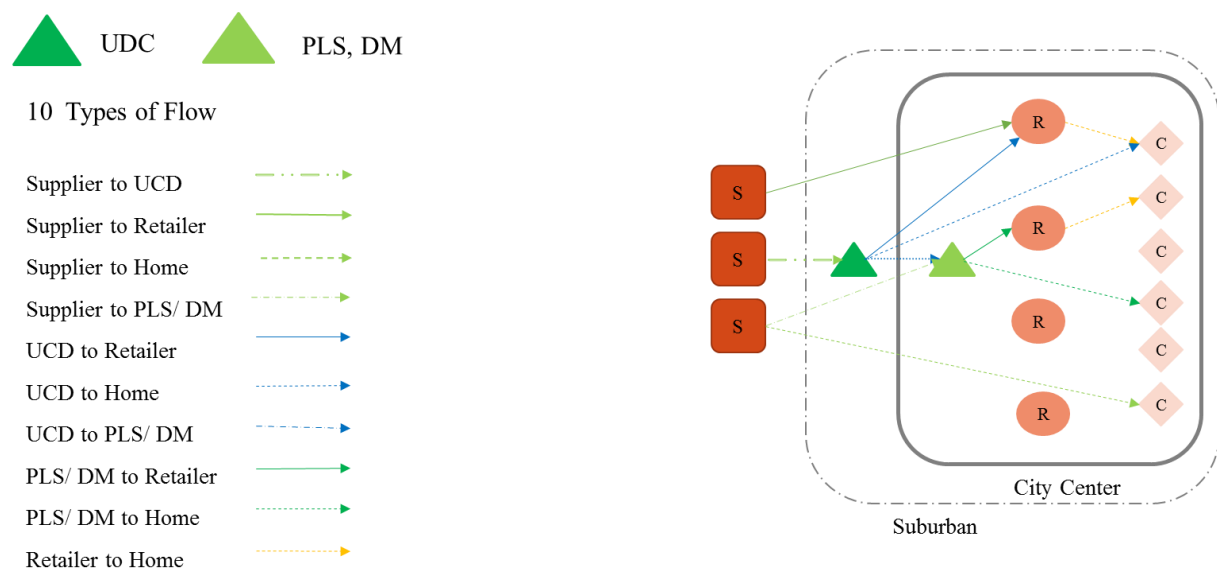 UDC
PLS, DM
10 Types of Flow
Supplier to UCD
Supplier to Retailer
Supplier to Home
Supplier to PLS/ DM
UCD to Retailer
UCD to Home
UCD to PLS/ DM
PLS/ DM to Retailer
PLS/ DM to Home
Retailer to Home
S
S
S
R
R
R
R
C
C
C
C
C
C
City Center
Suburban